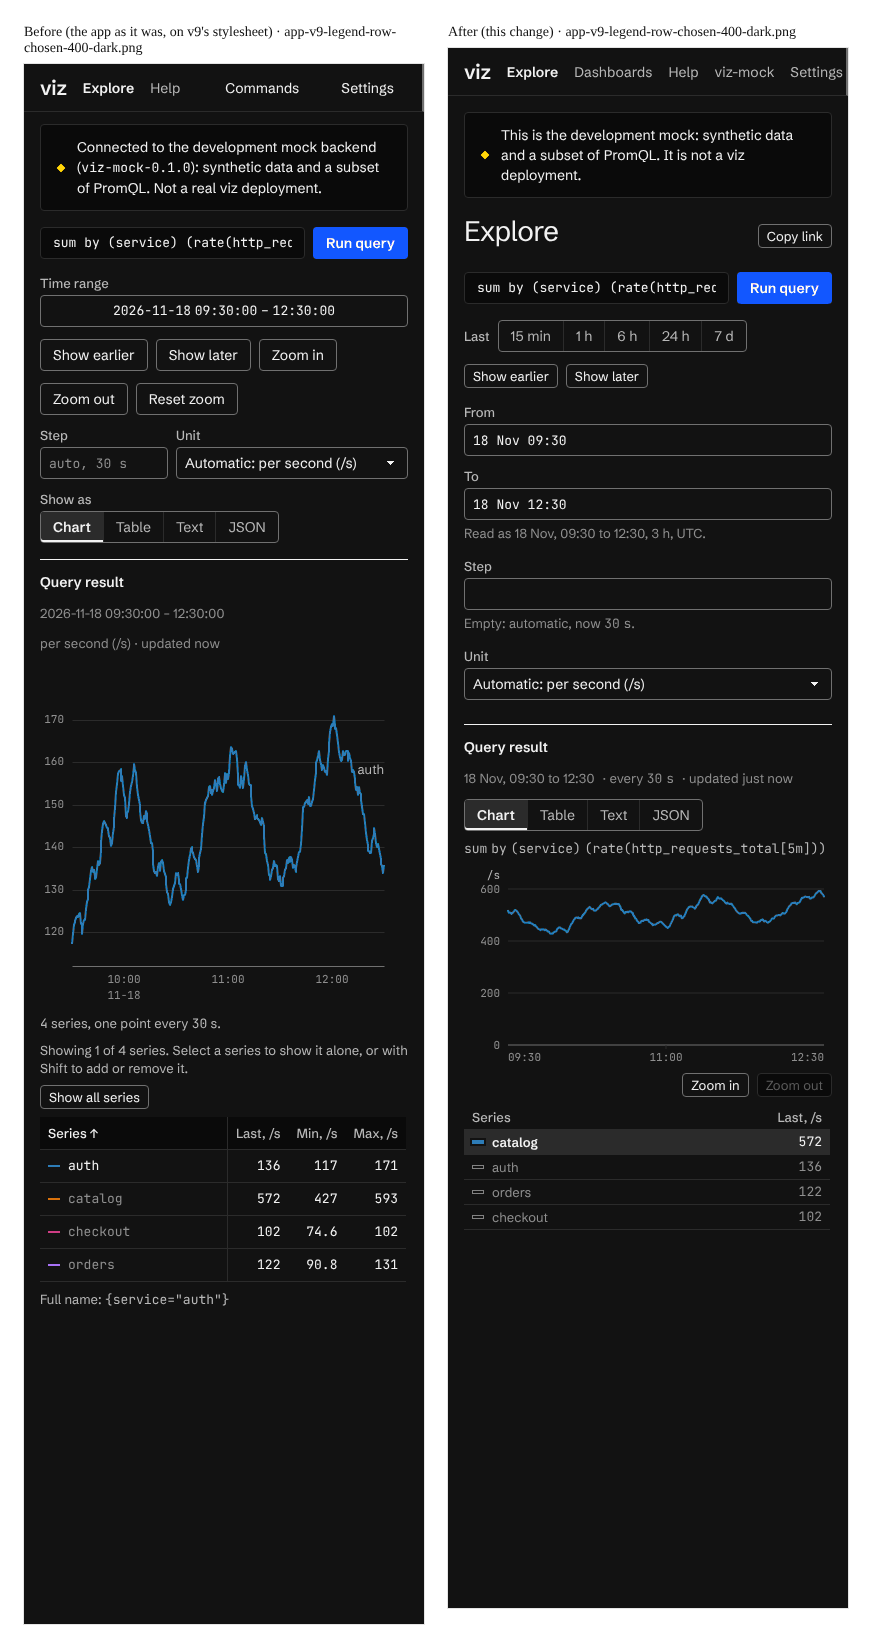 Before (the app as it was, on v9's stylesheet) · app-v9-legend-row-
chosen-400-dark.png
viz Explore Help Commands Settings
Connected to the development mock backend
(viz-mock-0.1.0): synthetic data and a subset
of PromQL. Not a real viz deployment.
sum by (service) (rate(http_req
Run query
Time range
2026-11-18 09:30:00 – 12:30:00
Show earlier Show later Zoom in
Zoom out Reset zoom
Step Unit
auto, 30 s Automatic: per second (/s)
Show as
Chart Table Text JSON
Query result
2026-11-18 09:30:00 – 12:30:00
per second (/s) · updated now
170
160
auth
150
140
130
120
10:00 11:00 12:00
11-18
4 series, one point every 30 s.
Showing 1 of 4 series. Select a series to show it alone, or with
Shift to add or remove it.
Show all series
Series ↑ Last, /s Min, /s Max, /s
auth 136 117 171
catalog 572 427 593
checkout 102 74.6 102
orders 122 90.8 131
Full name: {service="auth"}
After (this change) · app-v9-legend-row-chosen-400-dark.png
viz Explore Dashboards Help viz-mock Settings
This is the development mock: synthetic data
and a subset of PromQL. It is not a viz
deployment.
Explore
Copy link
sum by (service) (rate(http_req
Run query
Last 15 min 1 h 6 h 24 h 7 d
Show earlier Show later
From
18 Nov 09:30
To
18 Nov 12:30
Read as 18 Nov, 09:30 to 12:30, 3 h, UTC.
Step
Empty: automatic, now 30 s.
Unit
Automatic: per second (/s)
Query result
18 Nov, 09:30 to 12:30 · every 30 s · updated just now
Chart Table Text JSON
sum by (service) (rate(http_requests_total[5m]))
/s
600
400
200
0
09:30 11:00 12:30
Zoom in Zoom out
Series Last, /s
catalog 572
auth 136
orders 122
checkout 102